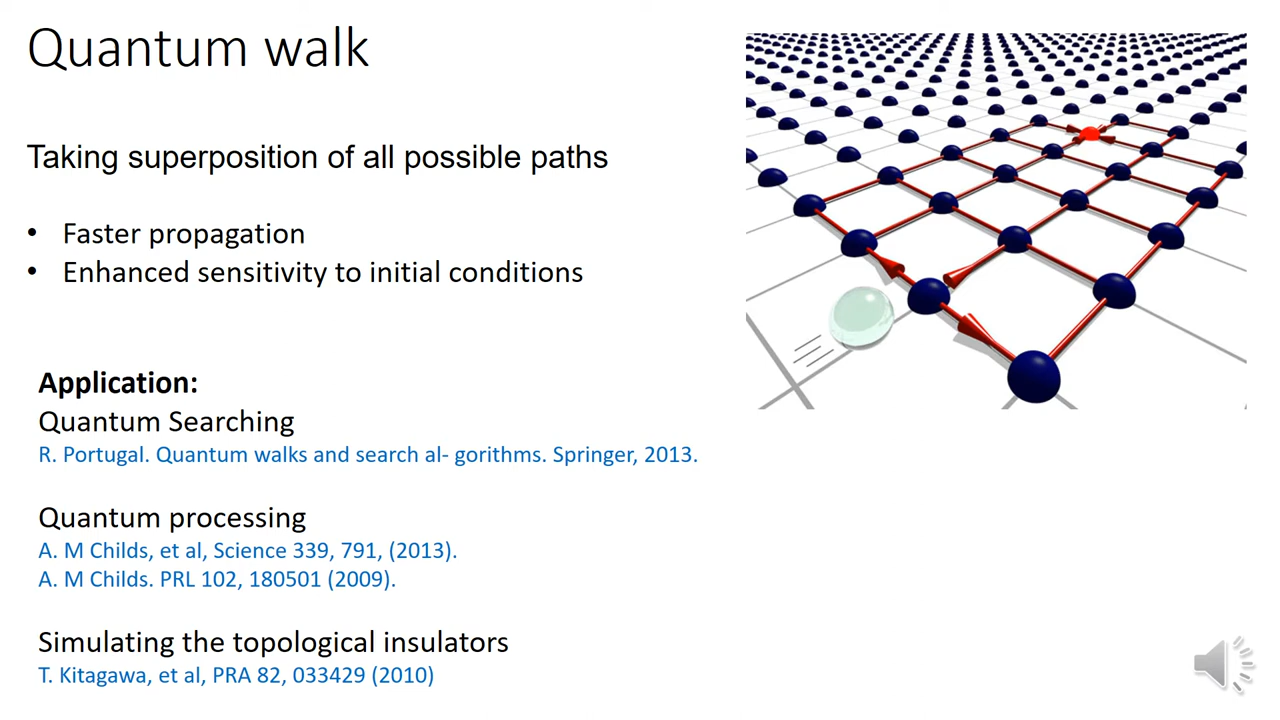 Quantum walk
Taking superposition of all possible paths
• Faster propagation
• Enhanced sensitivity to initial conditions
Application:
Quantum Searching
R. Portugal. Quantum walks and search al- gorithms. Springer, 2013.
Quantum processing
A. M Childs, et al, Science 339, 791, (2013).
A. M Childs. PRL 102, 180501 (2009).
Simulating the topological insulators
T. Kitagawa, et al, PRA 82, 033429 (2010)